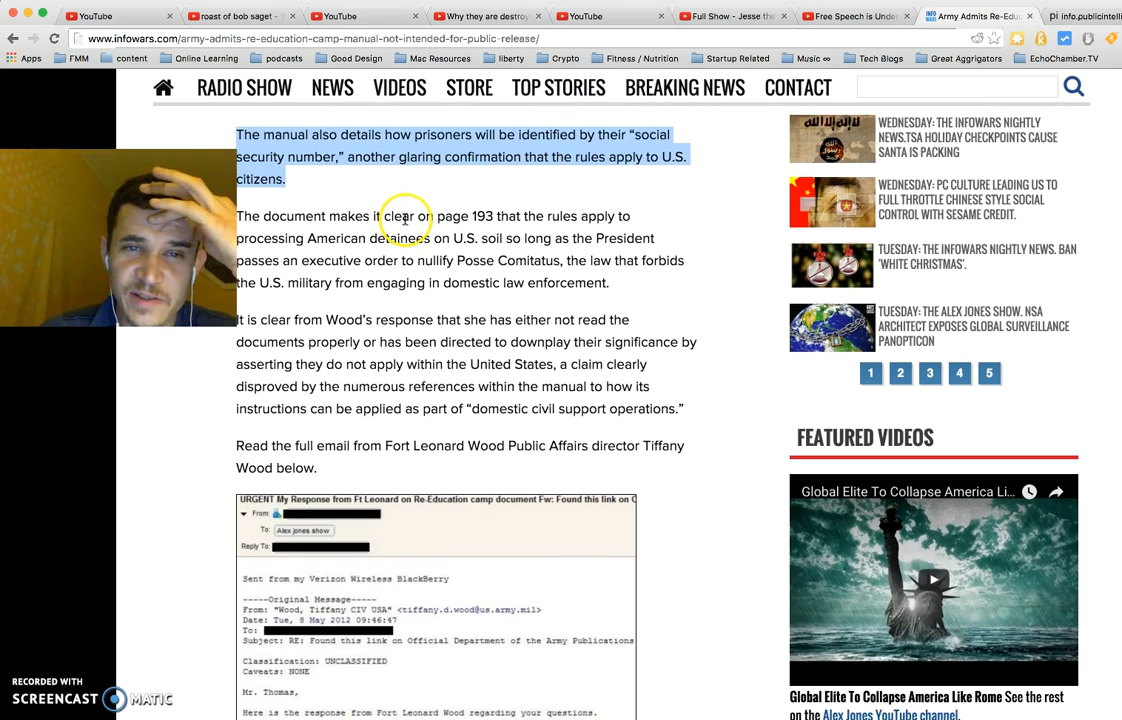 YouTube
roast of bob saget -
YouTube
Why they are destroy
YouTube
Full Show - Jesse the
Free Speech is Under
INFO WARS
Army Admits Re-Educ
pi info.publicintelli
www.infowars.com/army-admits-re-education-camp-manual-not-intended-for-public-release/
Apps
FMM
content
Online Learning
podcasts
Good Design
Mac Resources
liberty
Crypto
Fitness / Nutrition
Startup Related
Music ∞
Tech Blogs
Great Aggrigators
EchoChamber.TV
RADIO SHOW
NEWS
VIDEOS
STORE
TOP STORIES
BREAKING NEWS
CONTACT
The manual also details how prisoners will be identified by their “social
security number,” another glaring confirmation that the rules apply to U.S.
citizens.
The document makes it clear on page 193 that the rules apply to
processing American detainees on U.S. soil so long as the President
passes an executive order to nullify Posse Comitatus, the law that forbids
the U.S. military from engaging in domestic law enforcement.
It is clear from Wood’s response that she has either not read the
documents properly or has been directed to downplay their significance by
asserting they do not apply within the United States, a claim clearly
disproved by the numerous references within the manual to how its
instructions can be applied as part of “domestic civil support operations.”
Read the full email from Fort Leonard Wood Public Affairs director Tiffany
Wood below.
URGENT My Response from Ft Leonard on Re-Education camp document Fw: Found this link on O
From:
To: Alex jones show
Reply To:
Sent from my Verizon Wireless BlackBerry
-----Original Message-----
From: "Wood, Tiffany CIV USA" <tiffany.d.wood@us.army.mil>
Date: Tue, 8 May 2012 09:46:47
To:
Subject: RE: Found this link on Official Department of the Army Publications
Classification: UNCLASSIFIED
Caveats: NONE
Mr. Thomas,
Here is the response from Fort Leonard Wood regarding your questions.
WEDNESDAY: THE INFOWARS NIGHTLY
NEWS.TSA HOLIDAY CHECKPOINTS CAUSE
SANTA IS PACKING
WEDNESDAY: PC CULTURE LEADING US TO
FULL THROTTLE CHINESE STYLE SOCIAL
CONTROL WITH SESAME CREDIT.
TUESDAY: THE INFOWARS NIGHTLY NEWS. BAN
'WHITE CHRISTMAS'.
TUESDAY: THE ALEX JONES SHOW. NSA
ARCHITECT EXPOSES GLOBAL SURVEILLANCE
PANOPTICON
1 2 3 4 5
FEATURED VIDEOS
Global Elite To Collapse America Li...
Global Elite To Collapse America Like Rome See the rest
on the Alex Jones YouTube channel.
RECORDED WITH
SCREENCAST MATIC